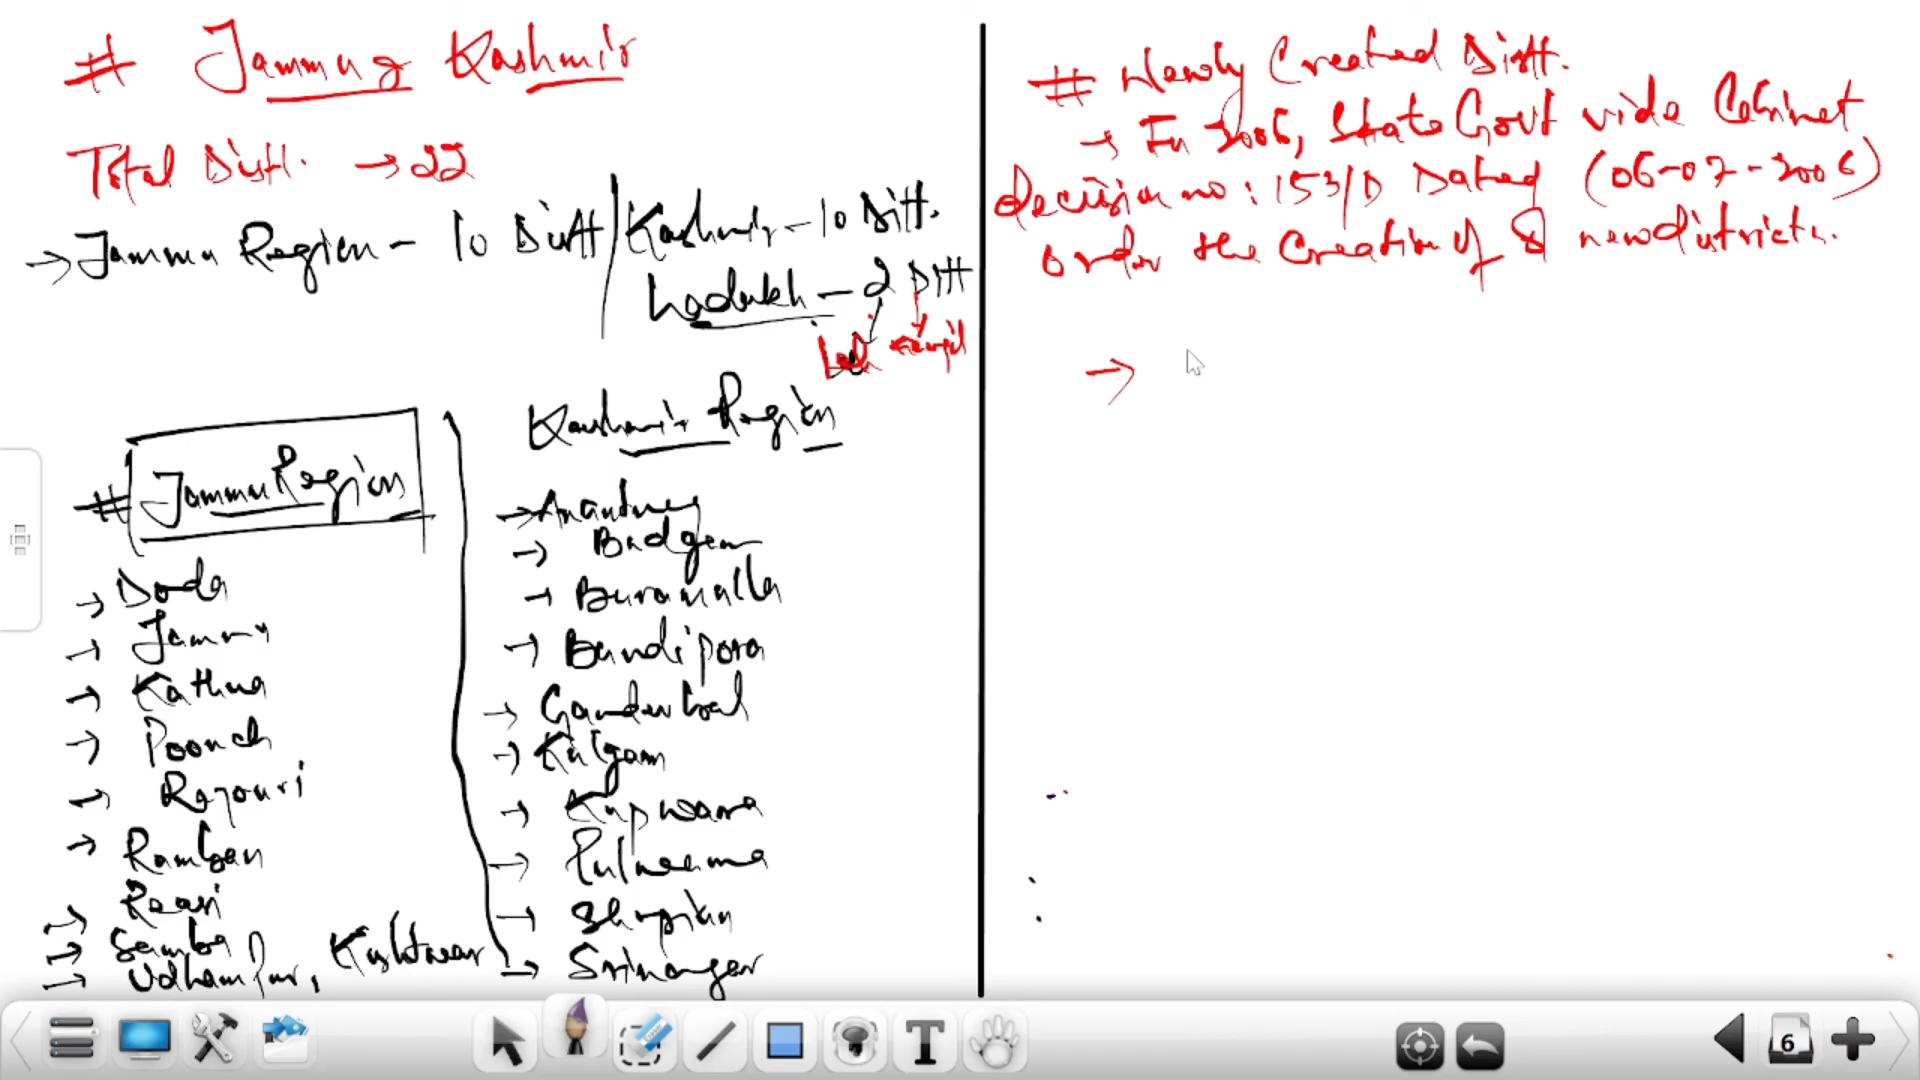 # Jammu & Kashmir
Total Distt. → 22
→ Jammu Region - 10 Distt
Kashmir - 10 Distt.
Ladakh - 2 Distt
Leh Kargil
# Jammu Region
→ Doda
→ Jammu
→ Kathua
→ Poonch
→ Rajouri
→ Ramban
→ Reasi
→ Samba
→ Udhampur, Kishtwar
Kashmir Region
→ Anantnag
→ Budgam
→ Baramulla
→ Bandipora
→ Ganderbal
→ Kulgam
→ Kupwara
→ Pulwama
→ Shopian
→ Srinagar
# Newly Created Distt.
→ In 2006, State Govt vide Cabinet
decision no: 153/D Dated (06-07-2006)
order the Creation of 8 new districts.
→
T
6